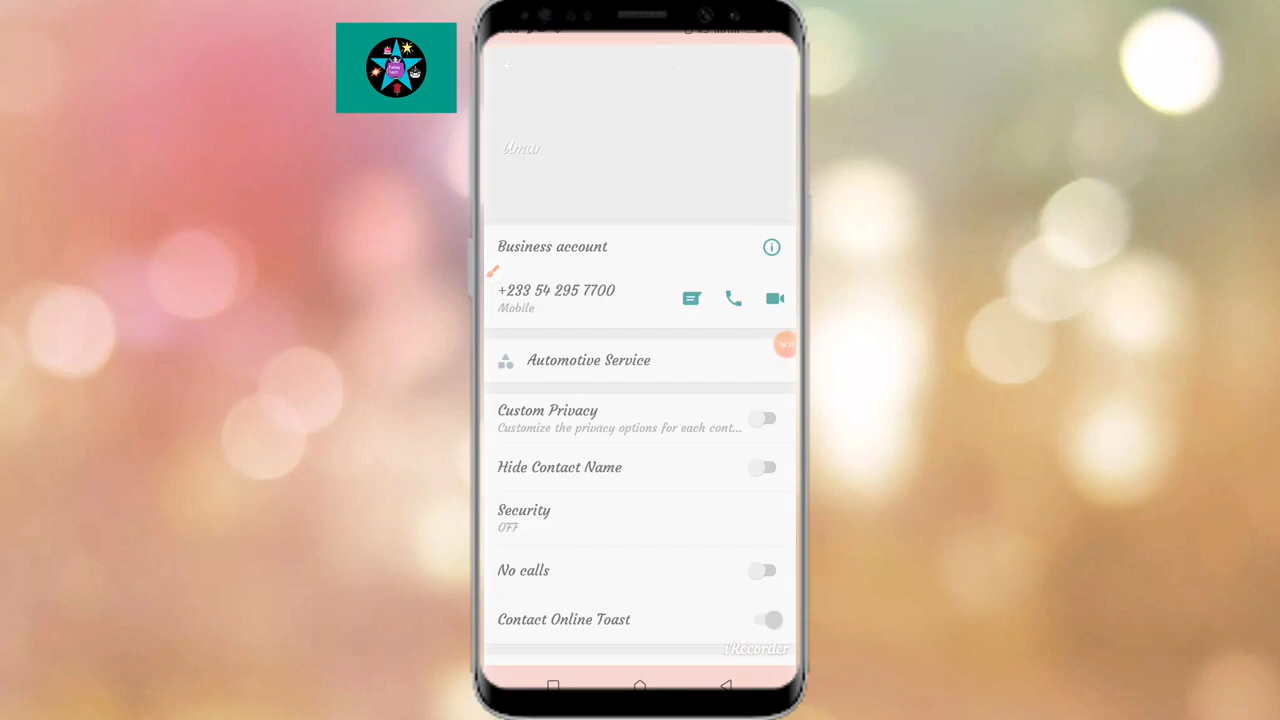 Umar
Business account
+233 54 295 7700
Mobile
Automotive Service
Custom Privacy
Customize the privacy options for each cont...
Hide Contact Name
Security
OFF
No calls
Contact Online Toast
iRecorder